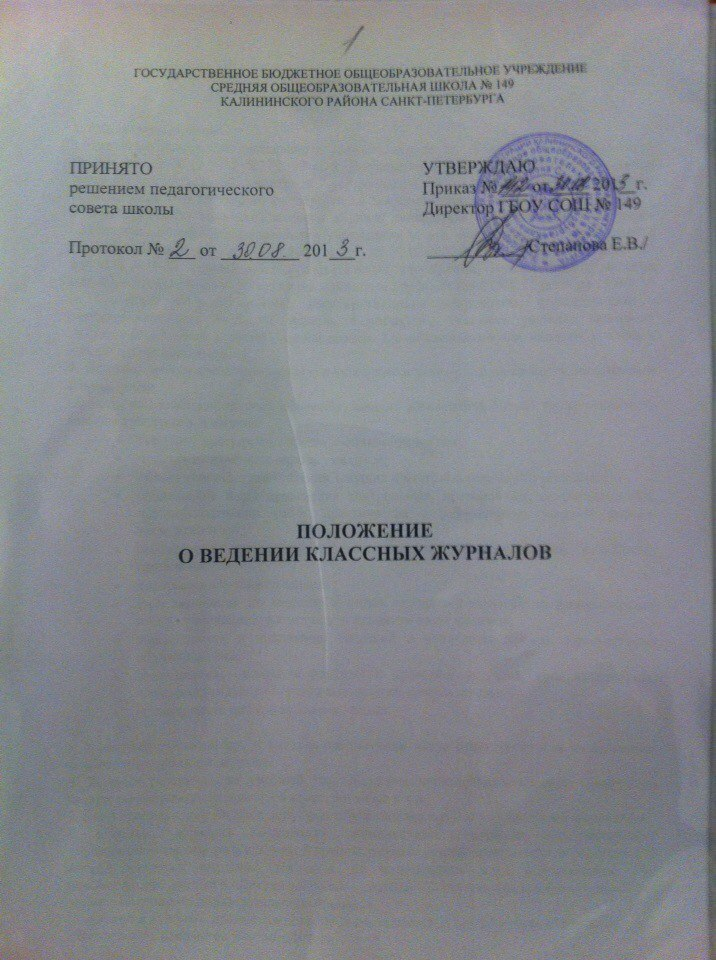 1
ГОСУДАРСТВЕННОЕ БЮДЖЕТНОЕ ОБЩЕОБРАЗОВАТЕЛЬНОЕ УЧРЕЖДЕНИЕ
СРЕДНЯЯ ОБЩЕОБРАЗОВАТЕЛЬНАЯ ШКОЛА № 149
КАЛИНИНСКОГО РАЙОНА САНКТ-ПЕТЕРБУРГА
ПРИНЯТО
решением педагогического
совета школы
Протокол № 2 от 30.08. 2013 г.
УТВЕРЖДАЮ
Приказ № от 2013 г.
Директор ГБОУ СОШ № 149
/Степанова Е.В./
ПОЛОЖЕНИЕ
О ВЕДЕНИИ КЛАССНЫХ ЖУРНАЛОВ